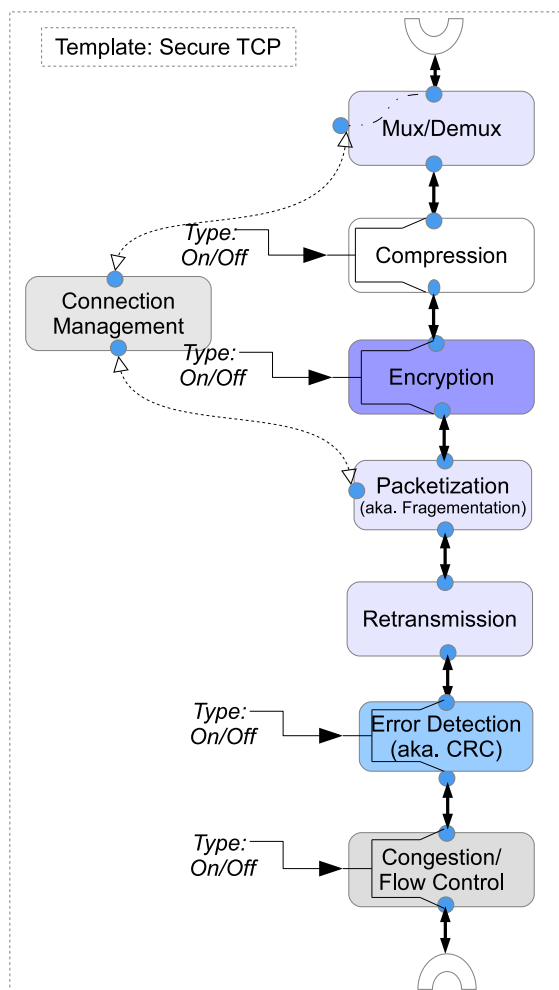 Template: Secure TCP
Mux/Demux
Type:
On/Off
Compression
Connection
Management
Type:
On/Off
Encryption
Packetization
(aka. Fragementation)
Retransmission
Type:
On/Off
Error Detection
(aka. CRC)
Type:
On/Off
Congestion/
Flow Control